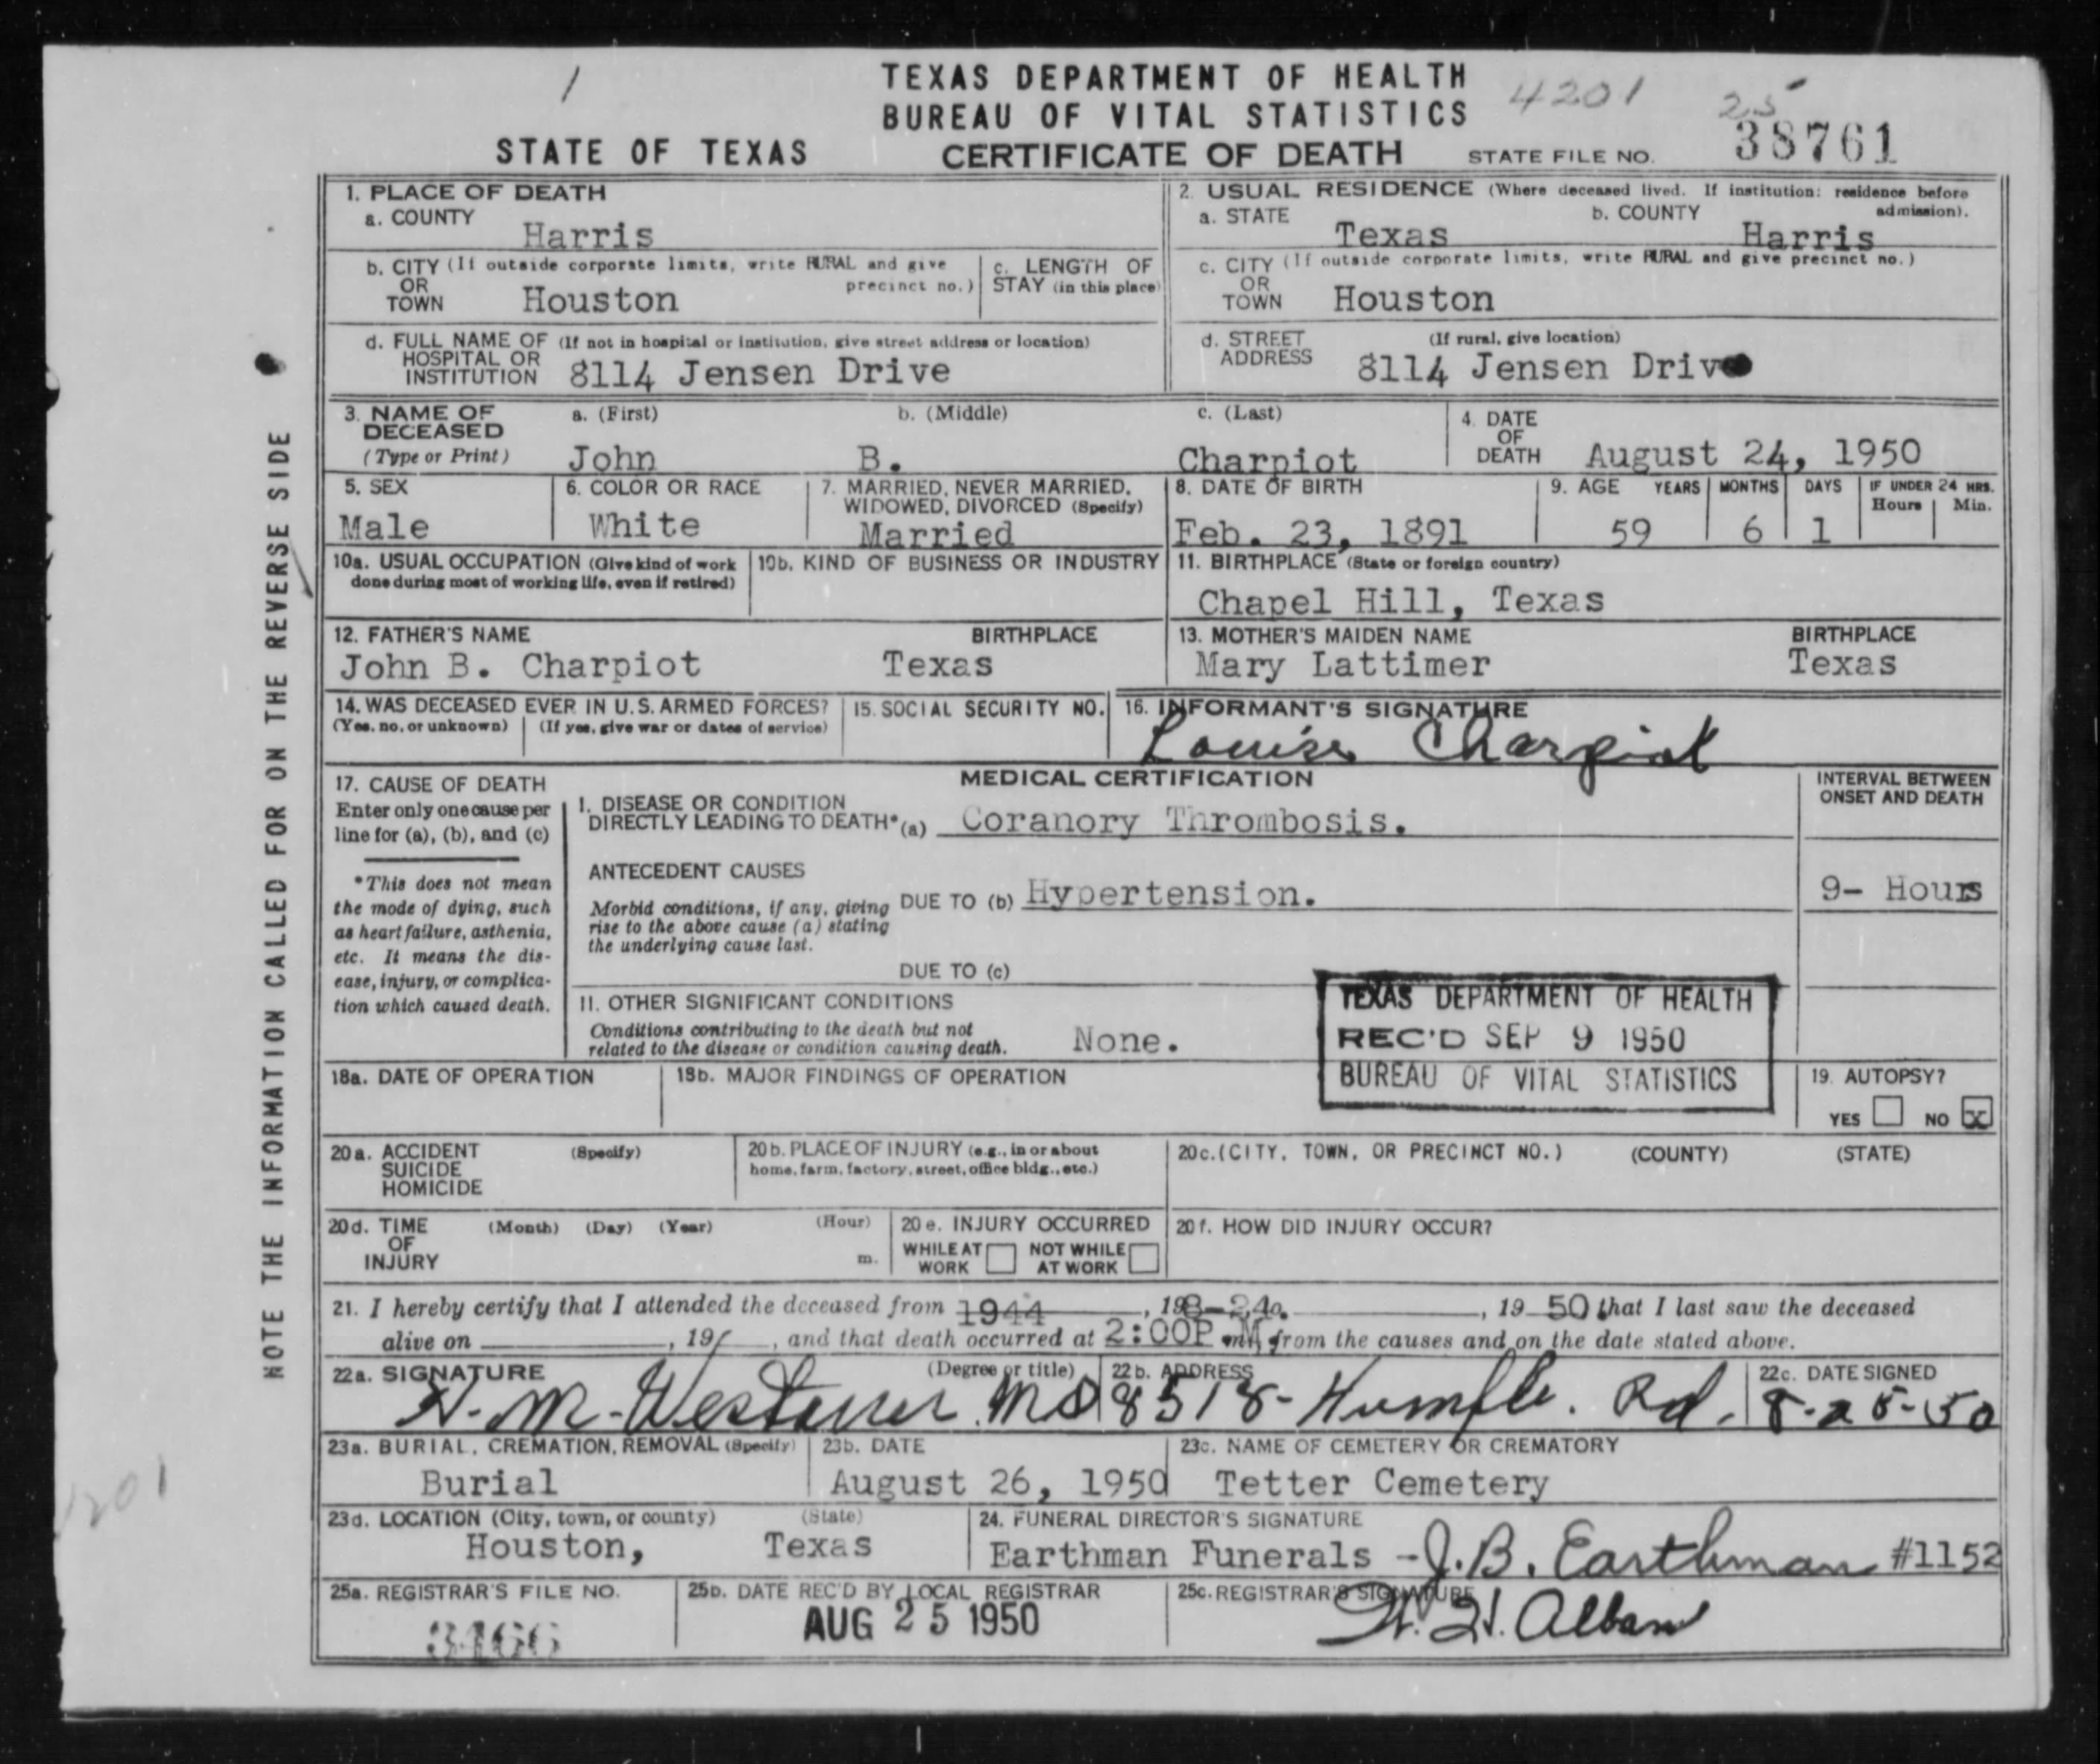 1
TEXAS DEPARTMENT OF HEALTH
BUREAU OF VITAL STATISTICS
4201 25
STATE OF TEXAS CERTIFICATE OF DEATH STATE FILE NO. 38761
NOTE THE INFORMATION CALLED FOR ON THE REVERSE SIDE
1. PLACE OF DEATH
a. COUNTY
Harris
2. USUAL RESIDENCE (Where deceased lived. If institution: residence before admission).
a. STATE b. COUNTY
Texas Harris
b. CITY (If outside corporate limits, write RURAL and give precinct no.)
OR
TOWN Houston
c. LENGTH OF
STAY (in this place)
c. CITY (If outside corporate limits, write RURAL and give precinct no.)
OR
TOWN Houston
d. FULL NAME OF (If not in hospital or institution, give street address or location)
HOSPITAL OR
INSTITUTION 8114 Jensen Drive
d. STREET (If rural, give location)
ADDRESS 8114 Jensen Drive
3. NAME OF a. (First) b. (Middle) c. (Last)
DECEASED
(Type or Print) John B. Charpiot
4. DATE
OF
DEATH August 24, 1950
5. SEX
Male
6. COLOR OR RACE
White
7. MARRIED, NEVER MARRIED,
WIDOWED, DIVORCED (Specify)
Married
8. DATE OF BIRTH
Feb. 23, 1891
9. AGE YEARS MONTHS DAYS IF UNDER 24 HRS.
Hours Min.
59 6 1
10a. USUAL OCCUPATION (Give kind of work
done during most of working life, even if retired)
10b. KIND OF BUSINESS OR INDUSTRY
11. BIRTHPLACE (State or foreign country)
Chapel Hill, Texas
12. FATHER'S NAME BIRTHPLACE
John B. Charpiot Texas
13. MOTHER'S MAIDEN NAME BIRTHPLACE
Mary Lattimer Texas
14. WAS DECEASED EVER IN U.S. ARMED FORCES?
(Yes, no, or unknown) (If yes, give war or dates of service)
15. SOCIAL SECURITY NO.
16. INFORMANT'S SIGNATURE
Louise Charpiot
17. CAUSE OF DEATH
Enter only one cause per
line for (a), (b), and (c)
*This does not mean
the mode of dying, such
as heart failure, asthenia,
etc. It means the dis-
ease, injury, or complica-
tion which caused death.
MEDICAL CERTIFICATION
I. DISEASE OR CONDITION
DIRECTLY LEADING TO DEATH* (a) Coranory Thrombosis.
ANTECEDENT CAUSES
Morbid conditions, if any, giving
rise to the above cause (a) stating
the underlying cause last.
DUE TO (b) Hypertension.
DUE TO (c)
INTERVAL BETWEEN
ONSET AND DEATH
9- Hours
II. OTHER SIGNIFICANT CONDITIONS
Conditions contributing to the death but not
related to the disease or condition causing death. None.
TEXAS DEPARTMENT OF HEALTH
REC'D SEP 9 1950
BUREAU OF VITAL STATISTICS
18a. DATE OF OPERATION
18b. MAJOR FINDINGS OF OPERATION
19. AUTOPSY?
YES NO X
20a. ACCIDENT (Specify)
SUICIDE
HOMICIDE
20b. PLACE OF INJURY (e.g., in or about
home, farm, factory, street, office bldg., etc.)
20c. (CITY, TOWN, OR PRECINCT NO.) (COUNTY) (STATE)
20d. TIME (Month) (Day) (Year) (Hour)
OF
INJURY m.
20e. INJURY OCCURRED
WHILE AT WORK NOT WHILE AT WORK
20f. HOW DID INJURY OCCUR?
21. I hereby certify that I attended the deceased from 1944, 19 8-24 , 19 50 that I last saw the deceased
alive on , 19 , and that death occurred at 2:00P M, from the causes and on the date stated above.
22a. SIGNATURE (Degree or title)
H. M. MD
22b. ADDRESS
8518- Humble. Rd.
22c. DATE SIGNED
8-25-50
23a. BURIAL, CREMATION, REMOVAL (Specify)
Burial
23b. DATE
August 26, 1950
23c. NAME OF CEMETERY OR CREMATORY
Tetter Cemetery
1201
23d. LOCATION (City, town, or county) (State)
Houston, Texas
24. FUNERAL DIRECTOR'S SIGNATURE
Earthman Funerals - J. B. Earthman #1152
25a. REGISTRAR'S FILE NO.
3466
25b. DATE REC'D BY LOCAL REGISTRAR
AUG 25 1950
25c. REGISTRAR'S SIGNATURE
Alban